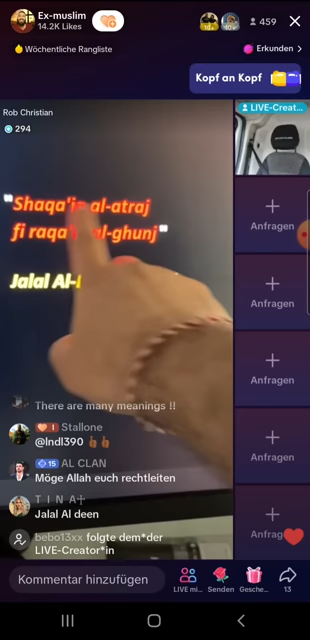 Ex-muslim
14.2K Likes
459
Wöchentliche Rangliste
Erkunden >
Kopf an Kopf
Rob Christian
294
LIVE-Creat...
"Shaqa'iq al-atraj
fi raqa' al-ghunj"
Jalal Al-
Anfragen
Anfragen
Anfragen
Anfragen
Anfrag
There are many meanings !!
1 Stallone
@lndl390
15 AL CLAN
Möge Allah euch rechtleiten
T I N A
Jalal Al deen
bebo13xx folgte dem*der
LIVE-Creator*in
Kommentar hinzufügen
LIVE mi...
Senden
Gesche...
13